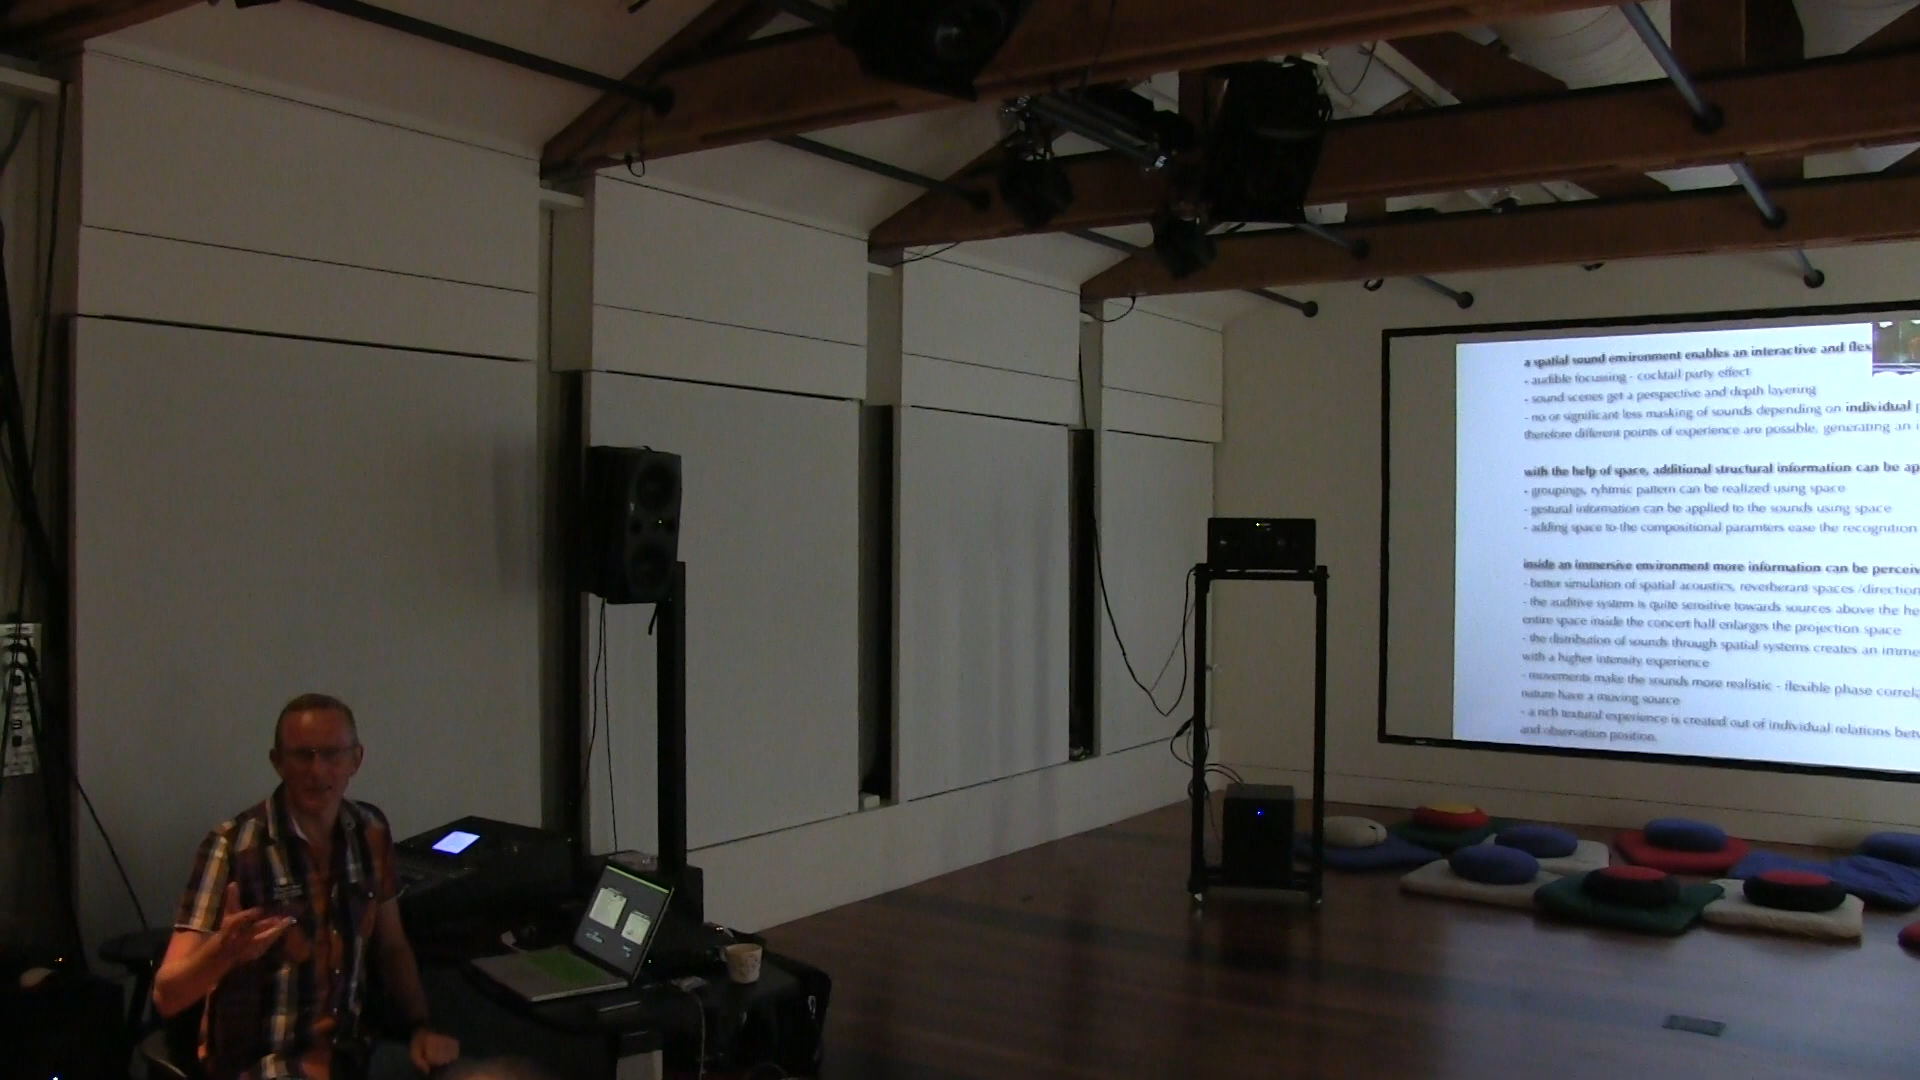 a spatial sound environment enables an interactive and flex
- audible focussing - cocktail party effect
- sound scenes get a perspective and depth layering
- no or significant less masking of sounds depending on individual p
therefore different points of experience are possible, generating an i
with the help of space, additional structural information can be ap
- groupings, ryhtmic pattern can be realized using space
- gestural information can be applied to the sounds using space
- adding space to the compositional paramters ease the recognition
inside an immersive environment more information can be perceiv
- better simulation of spatial acoustics, reverberant spaces /direction
- the auditive system is quite sensitive towards sources above the he
entire space inside the concert hall enlarges the projection space
- the distribution of sounds through spatial systems creates an imme
with a higher intensity experience
- movements make the sounds more realistic - flexible phase correla
nature have a moving source
- a rich textural experience is created out of individual relations betw
and observation position.